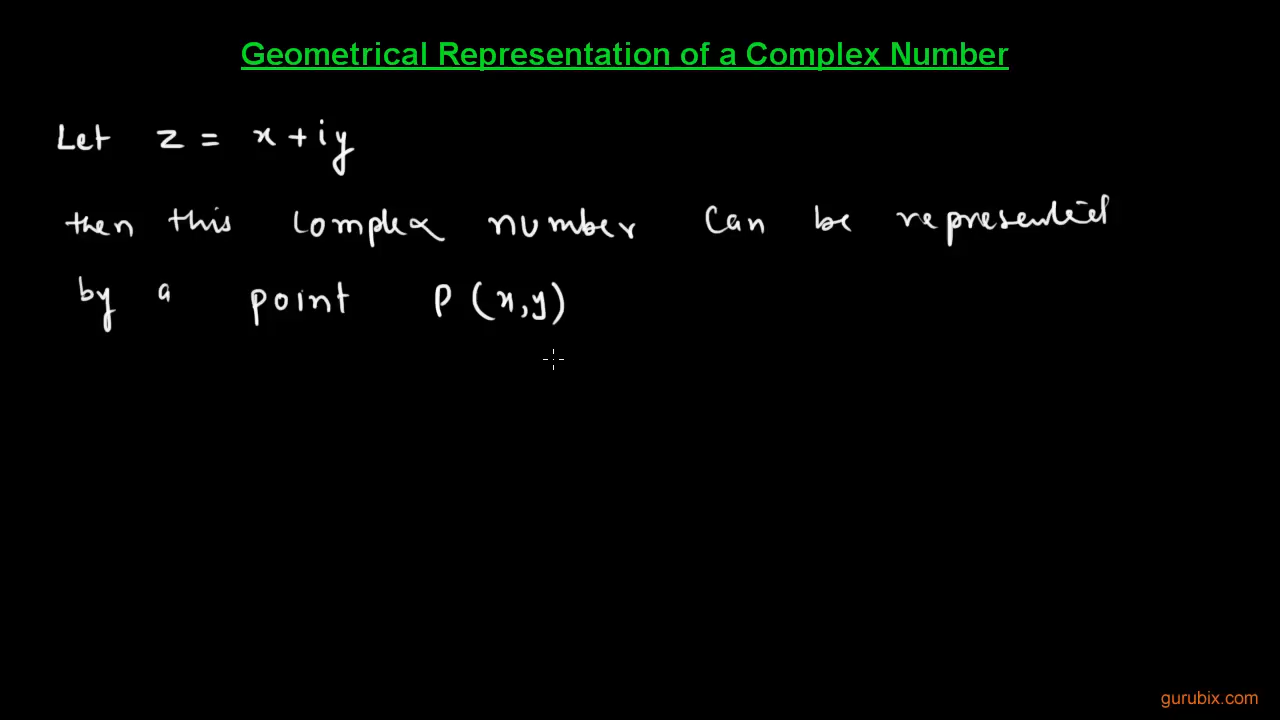 Geometrical Representation of a Complex Number
Let z = x + iy
then this complex number can be represented
by a point P (x,y)
gurubix.com